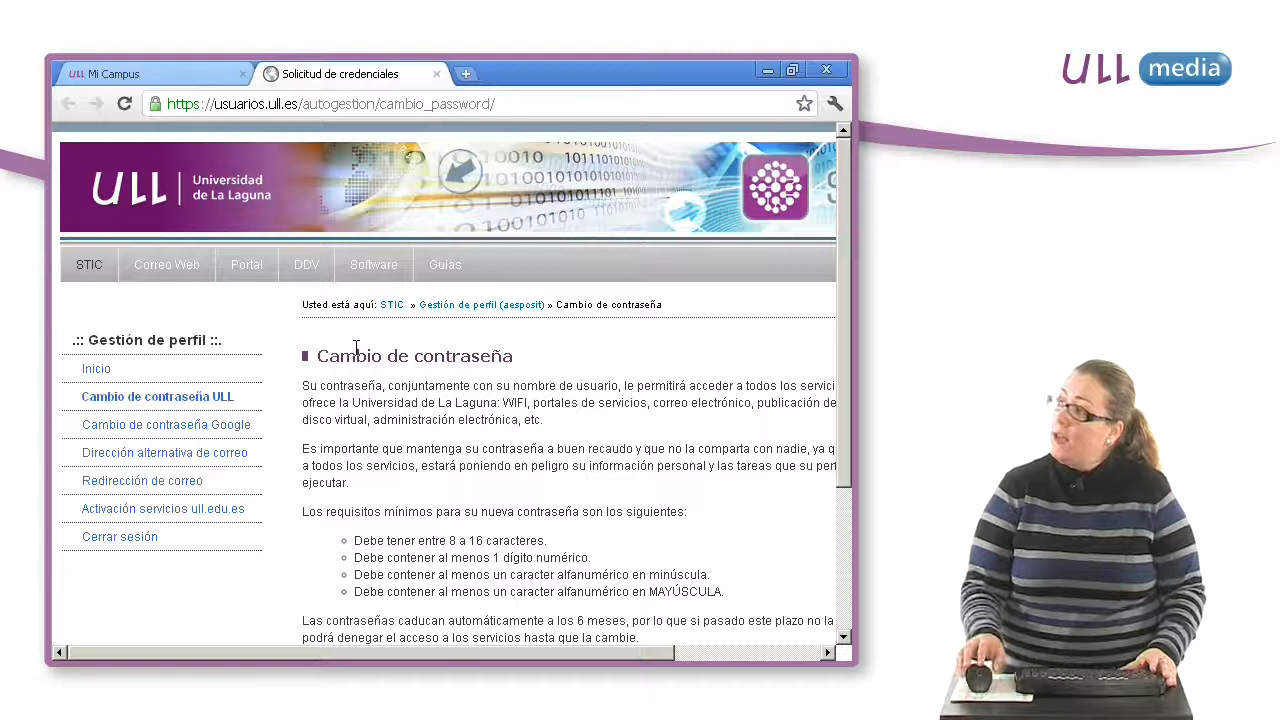 ULL Mi Campus
Solicitud de credenciales
https://usuarios.ull.es/autogestion/cambio_password/
ULL media
ULL
Universidad
de La Laguna
0010
1011101001
101001001010001010
1010
001001010
STIC
Correo Web
Portal
DDV
Software
Guias
Usted está aquí: STIC » Gestión de perfil (aesposit) » Cambio de contraseña
.:: Gestión de perfil ::.
Inicio
Cambio de contraseña ULL
Cambio de contraseña Google
Dirección alternativa de correo
Redirección de correo
Activación servicios ull.edu.es
Cerrar sesión
Cambio de contraseña
Su contraseña, conjuntamente con su nombre de usuario, le permitirá acceder a todos los servici
ofrece la Universidad de La Laguna: WIFI, portales de servicios, correo electrónico, publicación de
disco virtual, administración electrónica, etc.
Es importante que mantenga su contraseña a buen recaudo y que no la comparta con nadie, ya q
a todos los servicios, estará poniendo en peligro su información personal y las tareas que su per
ejecutar.
Los requisitos mínimos para su nueva contraseña son los siguientes:
Debe tener entre 8 a 16 caracteres.
Debe contener al menos 1 dígito numérico.
Debe contener al menos un caracter alfanumérico en minúscula.
Debe contener al menos un caracter alfanumérico en MAYÚSCULA.
Las contraseñas caducan automáticamente a los 6 meses, por lo que si pasado este plazo no la
podrá denegar el acceso a los servicios hasta que la cambie.